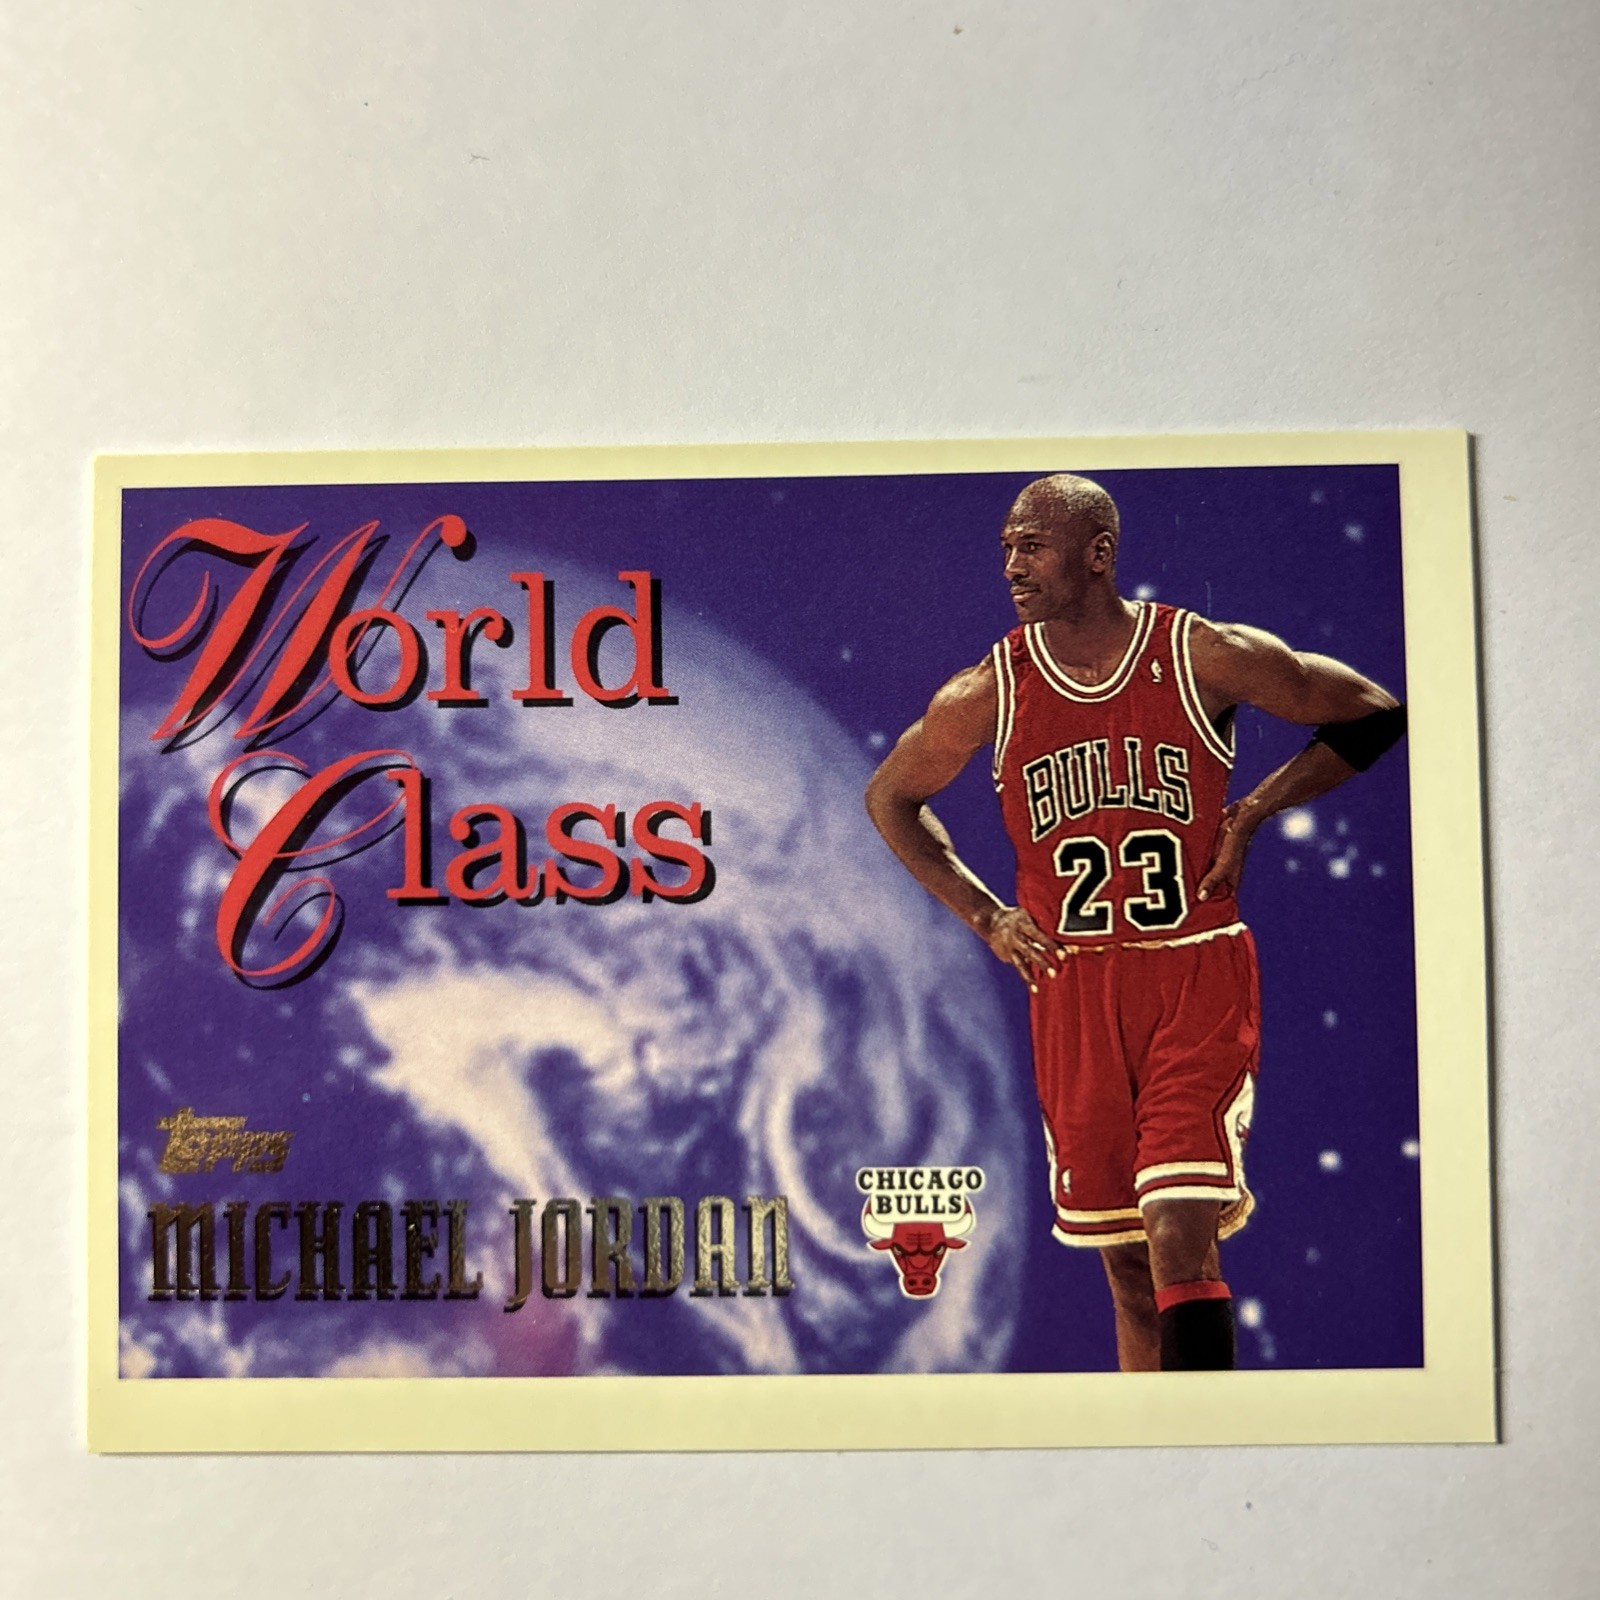 World
Class
Topps
MICHAEL JORDAN
CHICAGO
BULLS
BULLS
23